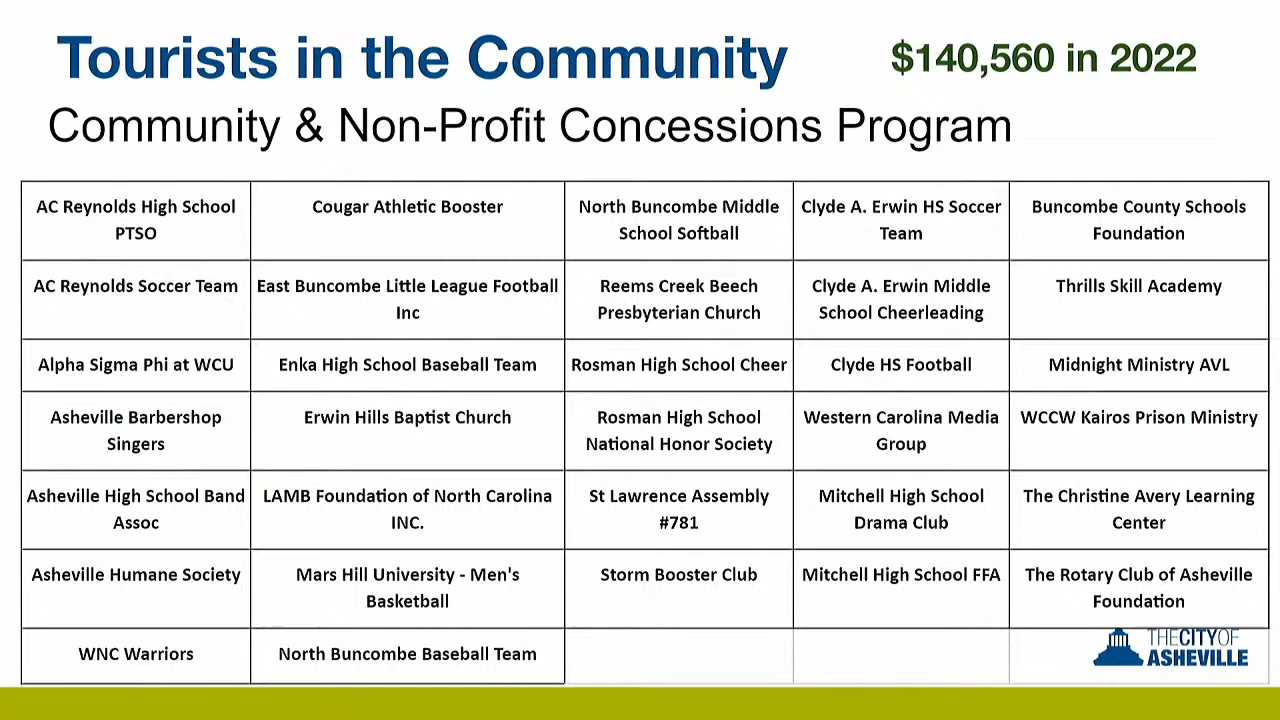 Tourists in the Community
$140,560 in 2022
Community & Non-Profit Concessions Program
AC Reynolds High School
PTSO
Cougar Athletic Booster
North Buncombe Middle
School Softball
Clyde A. Erwin HS Soccer
Team
Buncombe County Schools
Foundation
AC Reynolds Soccer Team
East Buncombe Little League Football
Inc
Reems Creek Beech
Presbyterian Church
Clyde A. Erwin Middle
School Cheerleading
Thrills Skill Academy
Alpha Sigma Phi at WCU
Enka High School Baseball Team
Rosman High School Cheer
Clyde HS Football
Midnight Ministry AVL
Asheville Barbershop
Singers
Erwin Hills Baptist Church
Rosman High School
National Honor Society
Western Carolina Media
Group
WCCW Kairos Prison Ministry
Asheville High School Band
Assoc
LAMB Foundation of North Carolina
INC.
St Lawrence Assembly
#781
Mitchell High School
Drama Club
The Christine Avery Learning
Center
Asheville Humane Society
Mars Hill University - Men's
Basketball
Storm Booster Club
Mitchell High School FFA
The Rotary Club of Asheville
Foundation
WNC Warriors
North Buncombe Baseball Team
THE CITY OF
ASHEVILLE